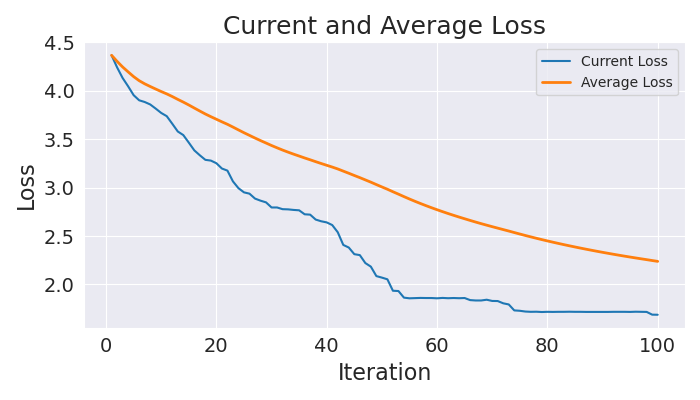 Current and Average Loss
Current Loss
Average Loss
Loss
4.5
4.0
3.5
3.0
2.5
2.0
0 20 40 60 80 100
Iteration